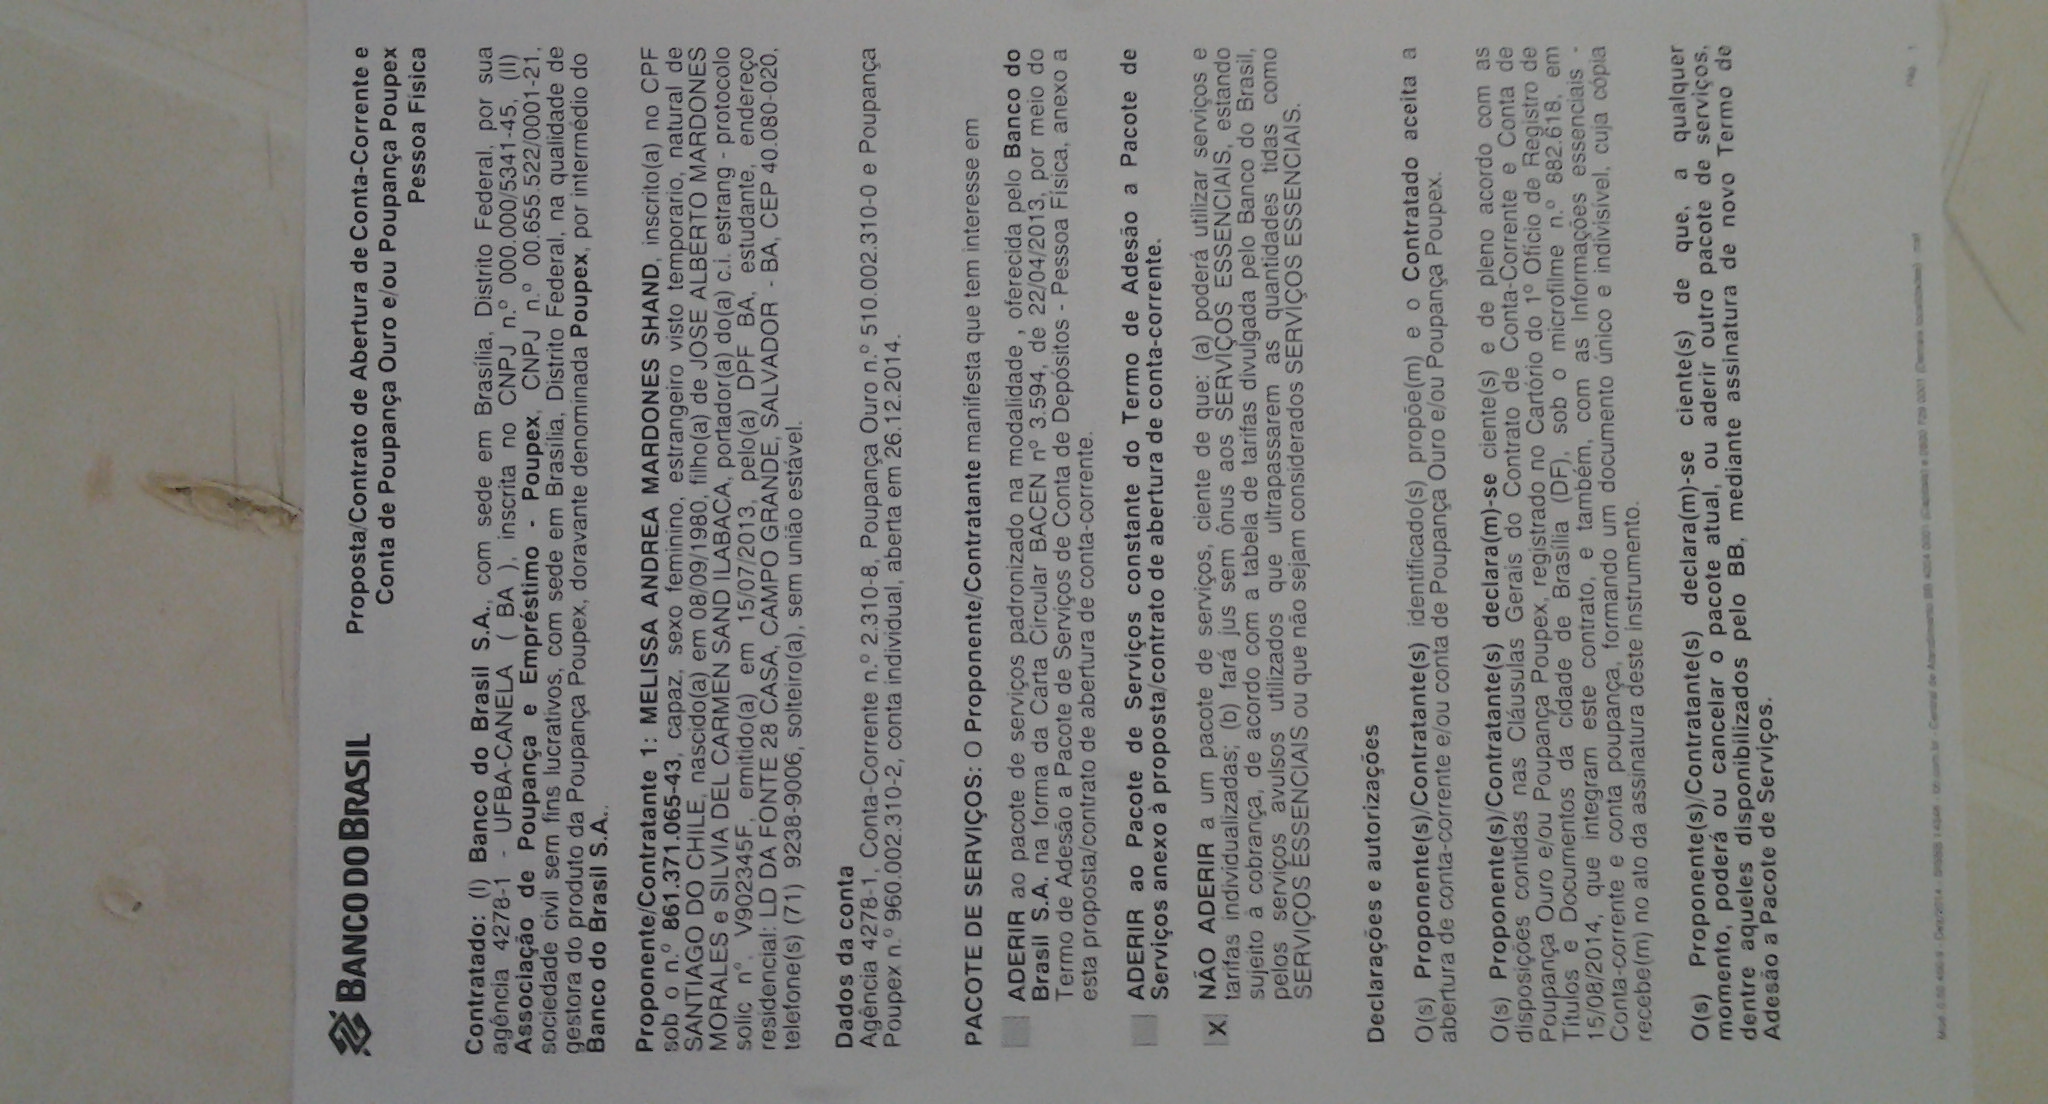 BANCO DO BRASIL
Proposta/Contrato de Abertura de Conta-Corrente e
Conta de Poupança Ouro e/ou Poupança Poupex
Pessoa Física
Contratado: (I) Banco do Brasil S.A., com sede em Brasília, Distrito Federal, por sua
agência 4278-1 - UFBA-CANELA ( BA ), inscrita no CNPJ n.º 000.000/5341-45, (II)
Associação de Poupança e Empréstimo - Poupex, CNPJ n.º 00.655.522/0001-21,
sociedade civil sem fins lucrativos, com sede em Brasília, Distrito Federal, na qualidade de
gestora do produto da Poupança Poupex, doravante denominada Poupex, por intermédio do
Banco do Brasil S.A..
Proponente/Contratante 1: MELISSA ANDREA MARDONES SHAND, inscrito(a) no CPF
sob o n.º 861.371.065-43, capaz, sexo feminino, estrangeiro visto temporario, natural de
SANTIAGO DO CHILE, nascido(a) em 08/09/1980, filho(a) de JOSE ALBERTO MARDONES
MORALES e SILVIA DEL CARMEN SAND ILABACA, portador(a) do(a) c.i. estrang - protocolo
solic nº. V902345F, emitido(a) em 15/07/2013, pelo(a) DPF BA, estudante, endereço
residencial: LD DA FONTE 28 CASA, CAMPO GRANDE, SALVADOR - BA, CEP 40.080-020,
telefone(s) (71) 9238-9006, solteiro(a), sem união estável.
Dados da conta
Agência 4278-1, Conta-Corrente n.º 2.310-8, Poupança Ouro n.º 510.002.310-0 e Poupança
Poupex n.º 960.002.310-2, conta individual, aberta em 26.12.2014.
PACOTE DE SERVIÇOS: O Proponente/Contratante manifesta que tem interesse em
ADERIR ao pacote de serviços padronizado na modalidade , oferecida pelo Banco do
Brasil S.A. na forma da Carta Circular BACEN nº 3.594, de 22/04/2013, por meio do
Termo de Adesão a Pacote de Serviços de Conta de Depósitos - Pessoa Física, anexo a
esta proposta/contrato de abertura de conta-corrente.
ADERIR ao Pacote de Serviços constante do Termo de Adesão a Pacote de
Serviços anexo à proposta/contrato de abertura de conta-corrente.
X NÃO ADERIR a um pacote de serviços, ciente de que: (a) poderá utilizar serviços e
tarifas individualizadas; (b) fará jus sem ônus aos SERVIÇOS ESSENCIAIS, estando
sujeito à cobrança, de acordo com a tabela de tarifas divulgada pelo Banco do Brasil,
pelos serviços avulsos utilizados que ultrapassarem as quantidades tidas como
SERVIÇOS ESSENCIAIS ou que não sejam considerados SERVIÇOS ESSENCIAIS.
Declarações e autorizações
O(s) Proponente(s)/Contratante(s) identificado(s) propõe(m) e o Contratado aceita a
abertura de conta-corrente e/ou conta de Poupança Ouro e/ou Poupança Poupex.
O(s) Proponente(s)/Contratante(s) declara(m)-se ciente(s) e de pleno acordo com as
disposições contidas nas Cláusulas Gerais do Contrato de Conta-Corrente e Conta de
Poupança Ouro e/ou Poupança Poupex, registrado no Cartório do 1º Ofício de Registro de
Títulos e Documentos da cidade de Brasília (DF), sob o microfilme n.º 882.618, em
15/08/2014, que integram este contrato, e também, com as Informações essenciais -
Conta-corrente e conta poupança, formando um documento único e indivisível, cuja cópia
recebe(m) no ato da assinatura deste instrumento.
O(s) Proponente(s)/Contratante(s) declara(m)-se ciente(s) de que, a qualquer
momento, poderá ou cancelar o pacote atual, ou aderir outro pacote de serviços,
dentre aqueles disponibilizados pelo BB, mediante assinatura de novo Termo de
Adesão a Pacote de Serviços.